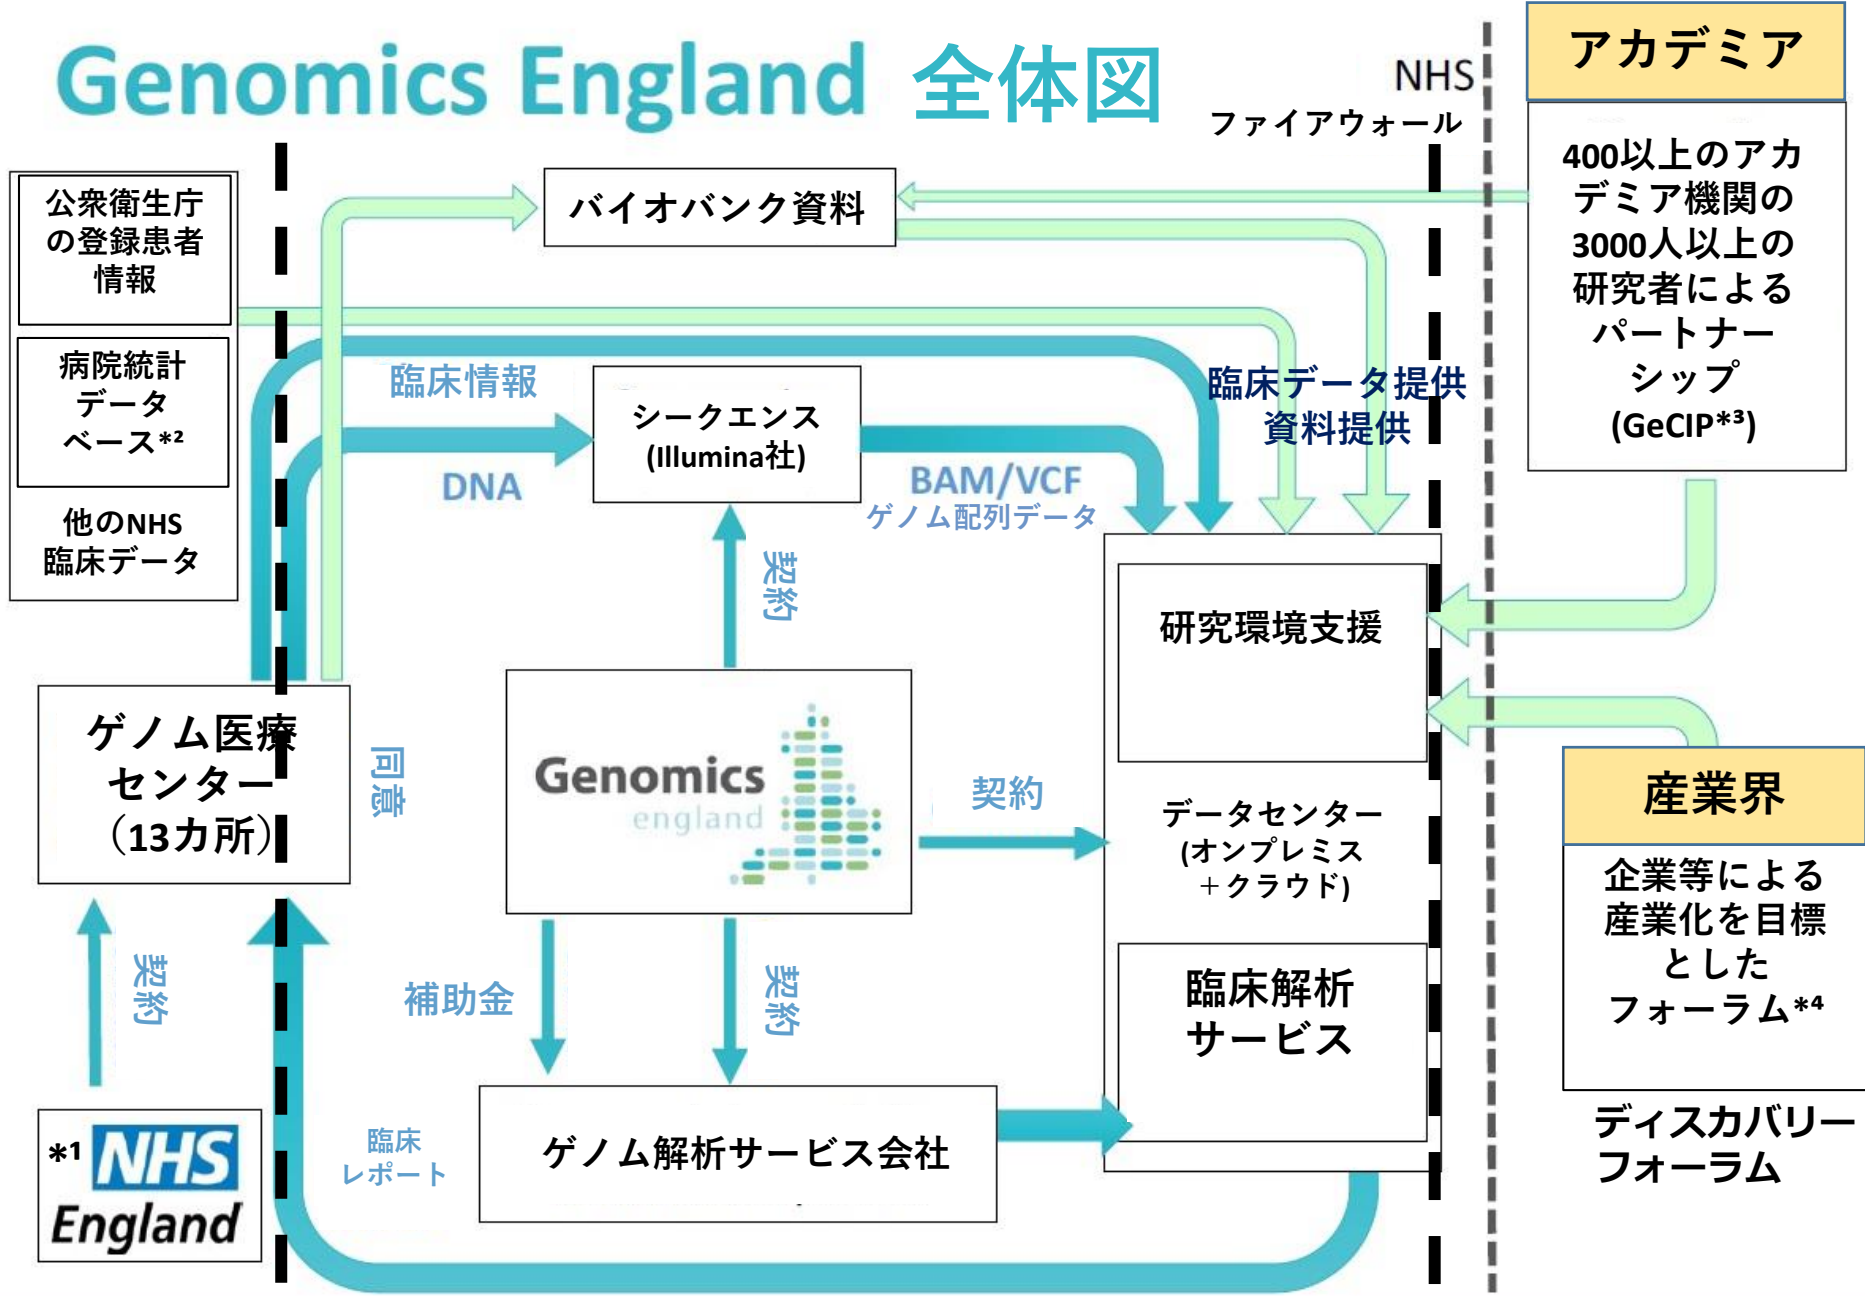 Genomics England 全体図
NHS
ファイアウォール
アカデミア
400以上のアカ
デミア機関の
3000人以上の
研究者による
パートナー
シップ
(GeCIP*³)
公衆衛生庁
の登録患者
情報
病院統計
データ
ベース*²
他のNHS
臨床データ
バイオバンク資料
臨床情報
シークエンス
(Illumina社)
DNA
BAM/VCF
ゲノム配列データ
臨床データ提供
資料提供
契約
研究環境支援
ゲノム医療
センター
（13カ所）
同意
Genomics
england
契約
データセンター
(オンプレミス
＋クラウド)
産業界
企業等による
産業化を目標
とした
フォーラム*⁴
ディスカバリー
フォーラム
契約
補助金
契約
臨床解析
サービス
*¹ NHS
England
臨床
レポート
ゲノム解析サービス会社